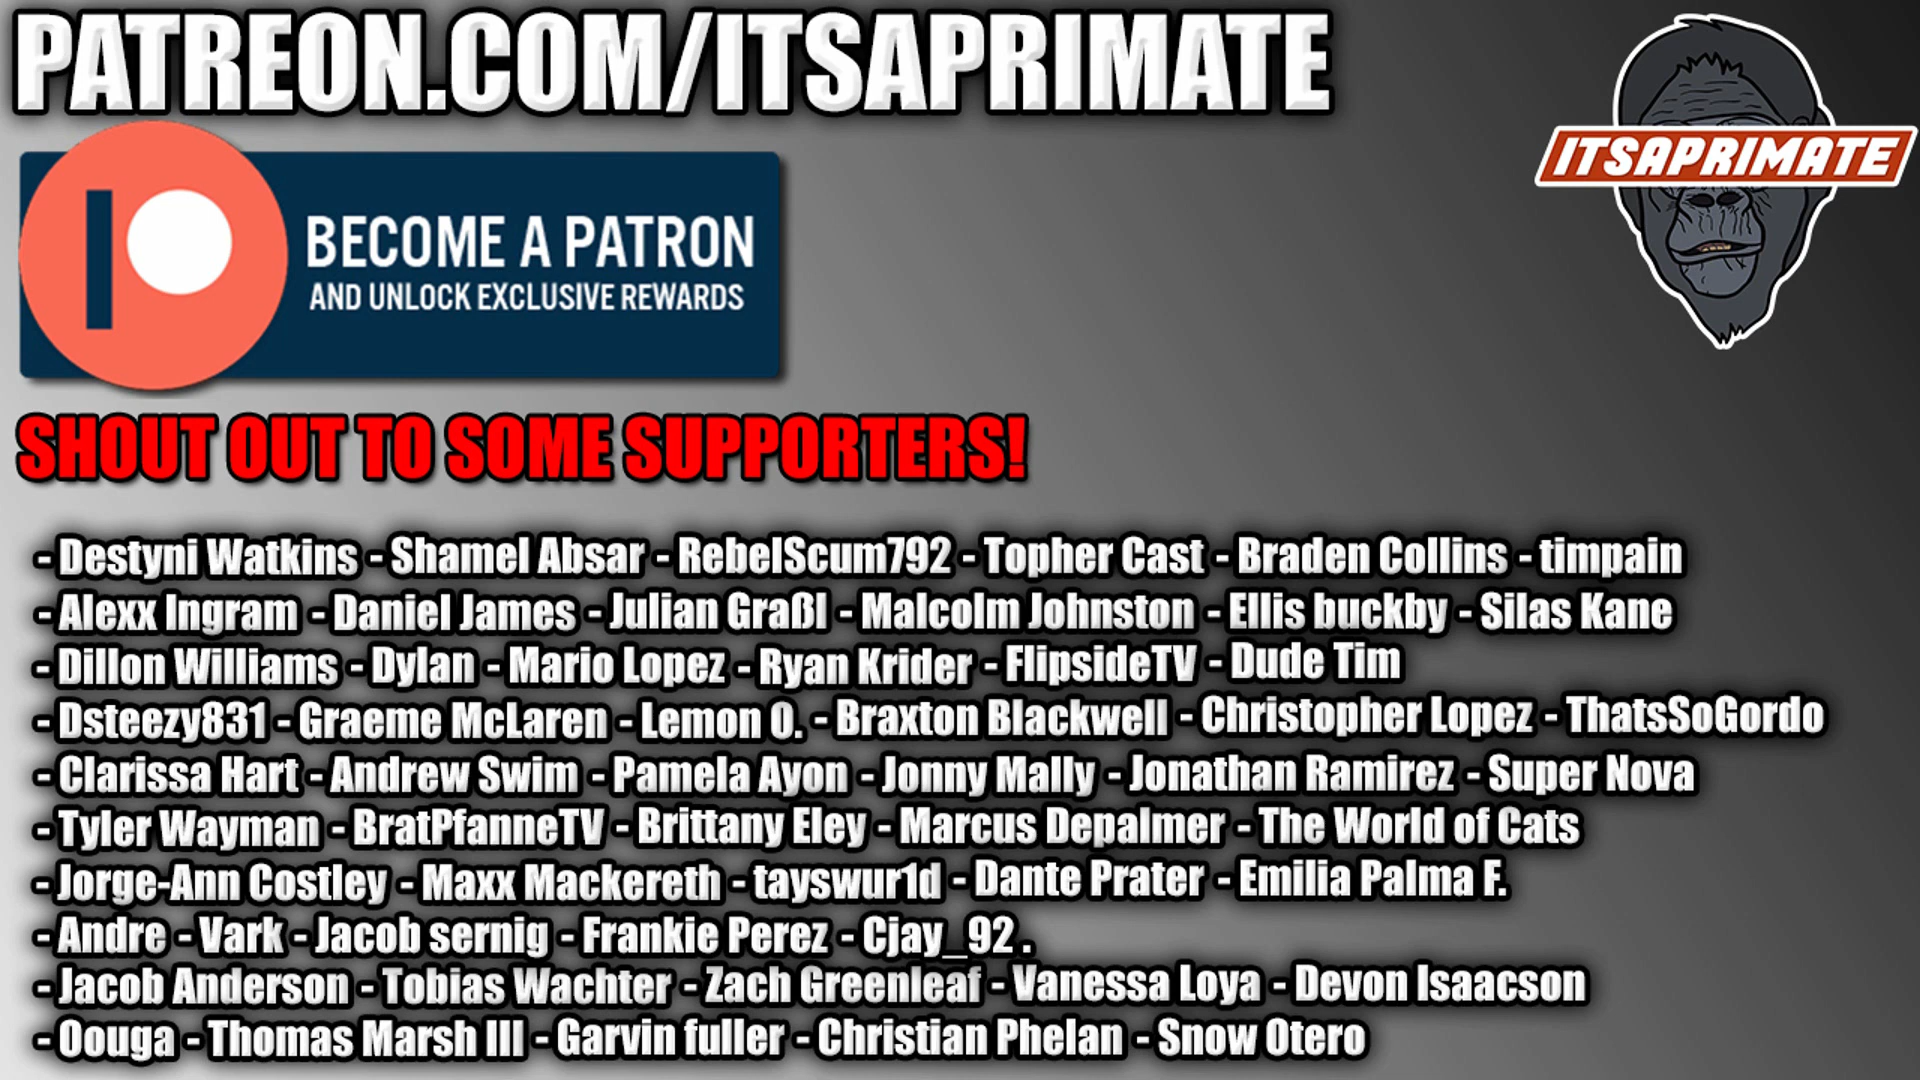 PATREON.COM/ITSAPRIMATE
ITSAPRIMATE
BECOME A PATRON
AND UNLOCK EXCLUSIVE REWARDS
SHOUT OUT TO SOME SUPPORTERS!
- Destyni Watkins - Shamel Absar - RebelScum792 - Topher Cast - Braden Collins - timpain
- Alexx Ingram - Daniel James - Julian Graßl - Malcolm Johnston - Ellis buckby - Silas Kane
- Dillon Williams - Dylan - Mario Lopez - Ryan Krider - FlipsideTV - Dude Tim
- Dsteezy831 - Graeme McLaren - Lemon O. - Braxton Blackwell - Christopher Lopez - ThatsSoGordo
- Clarissa Hart - Andrew Swim - Pamela Ayon - Jonny Mally - Jonathan Ramirez - Super Nova
- Tyler Wayman - BratPfanneTV - Brittany Eley - Marcus Depalmer - The World of Cats
- Jorge-Ann Costley - Maxx Mackereth - tayswur1d - Dante Prater - Emilia Palma F.
- Andre - Vark - Jacob sernig - Frankie Perez - Cjay_92 .
- Jacob Anderson - Tobias Wachter - Zach Greenleaf - Vanessa Loya - Devon Isaacson
- Oouga - Thomas Marsh III - Garvin fuller - Christian Phelan - Snow Otero